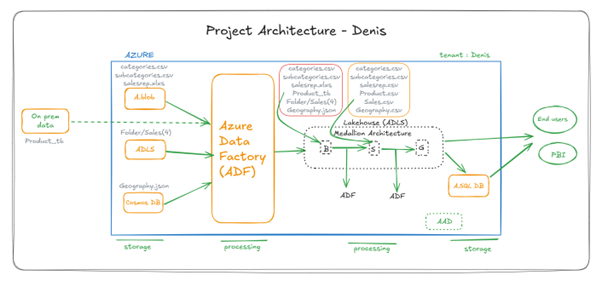 Project Architecture - Denis
AZURE
tenant : Denis
categories.csv
subcategories.csv
salesrep.xlxs
A.blob
On prem
data
Product_tb
Folder/Sales(4)
ADLS
Geography.json
Cosmos DB
Azure
Data
Factory
(ADF)
categories.csv
subcategories.csv
salesrep.csv
Product_tb
Folder/Sales(4)
Geography.json
categories.csv
subcategories.csv
salesrep.csv
Product.csv
Sales.csv
Geography.csv
Lakehouse (ADLS)
Medalion Architecture
B
S
G
ADF
ADF
A.SQL DB
AAD
End users
PBI
storage
processing
processing
storage